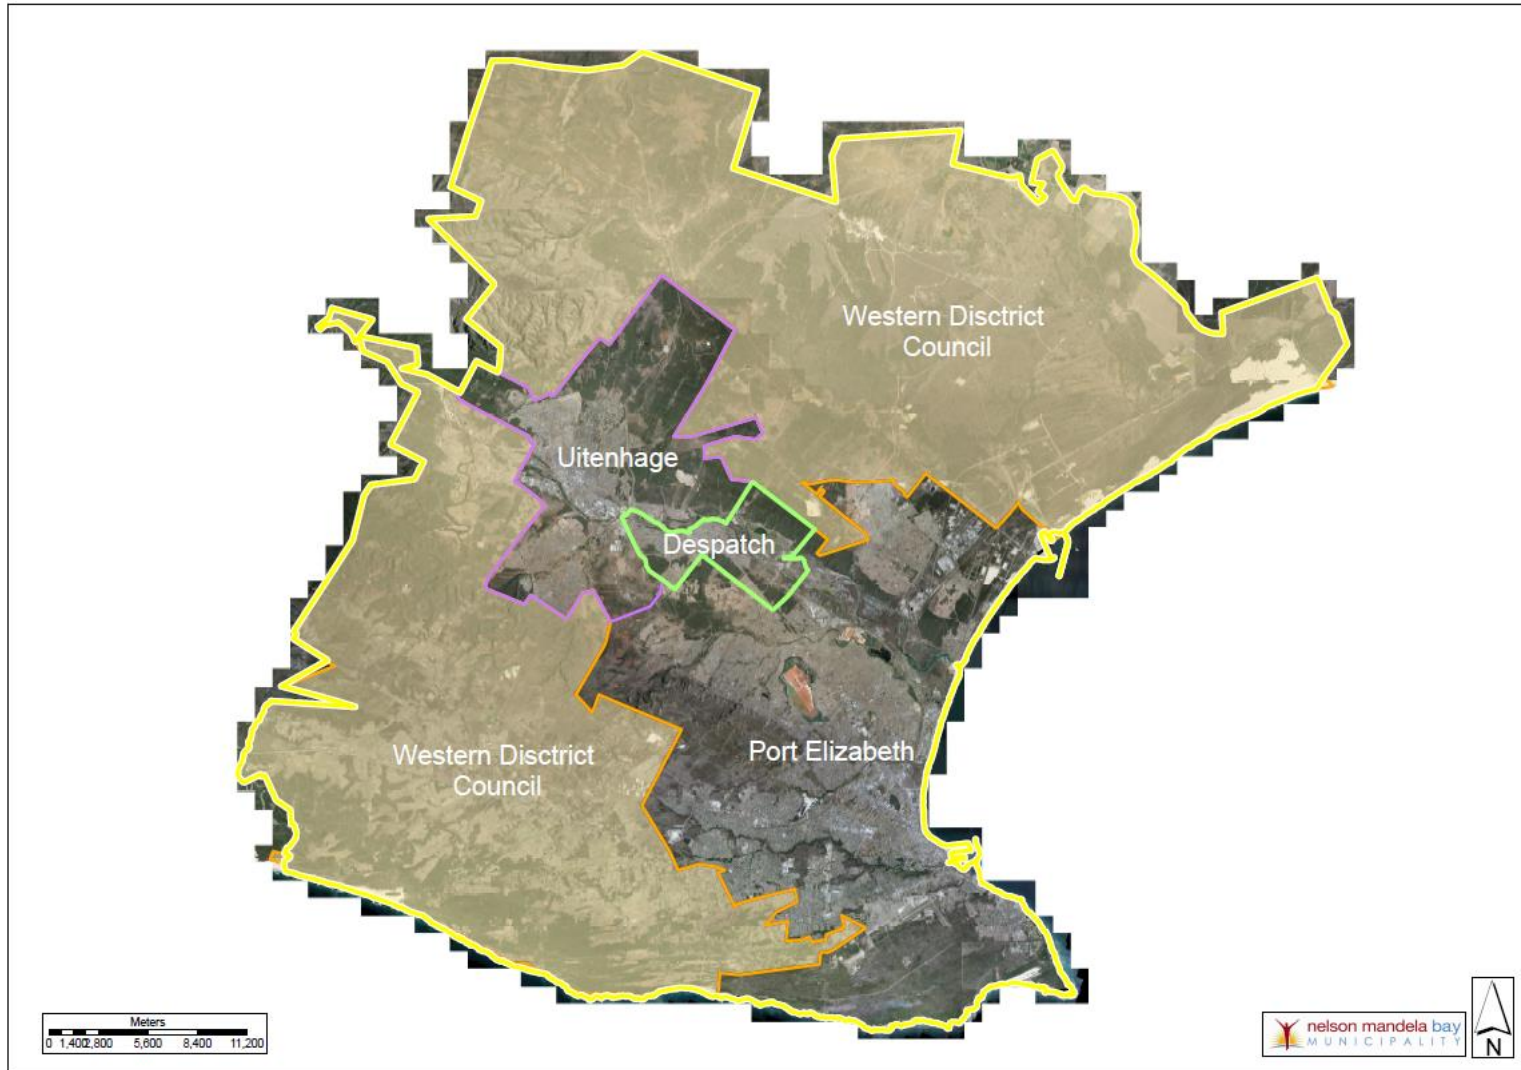 Western Disctrict
Council
Uitenhage
Despatch
Western Disctrict
Council
Port Elizabeth
Meters
0 1,400 2,800 5,600 8,400 11,200
nelson mandela bay
MUNICIPALITY
N